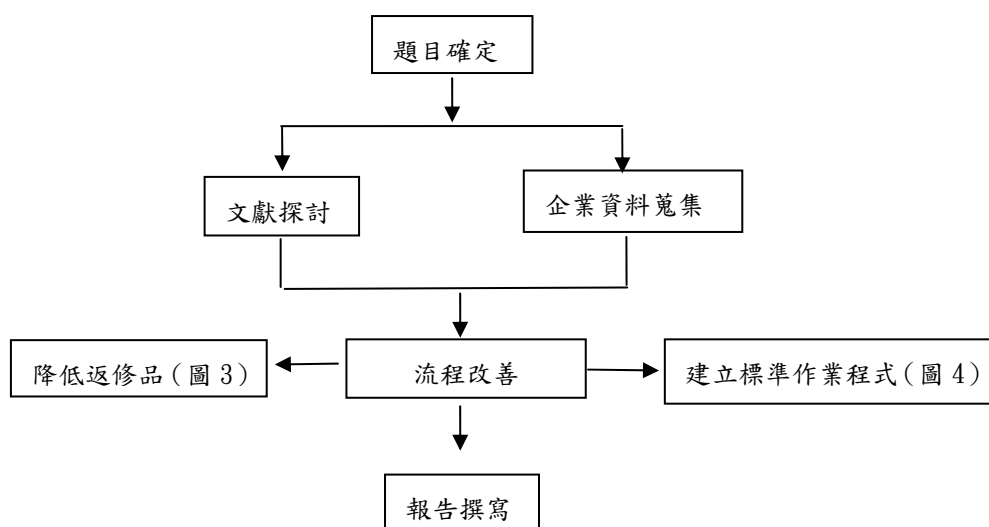 題目確定
文獻探討
企業資料蒐集
降低返修品(圖 3)
流程改善
建立標準作業程式(圖 4)
報告撰寫